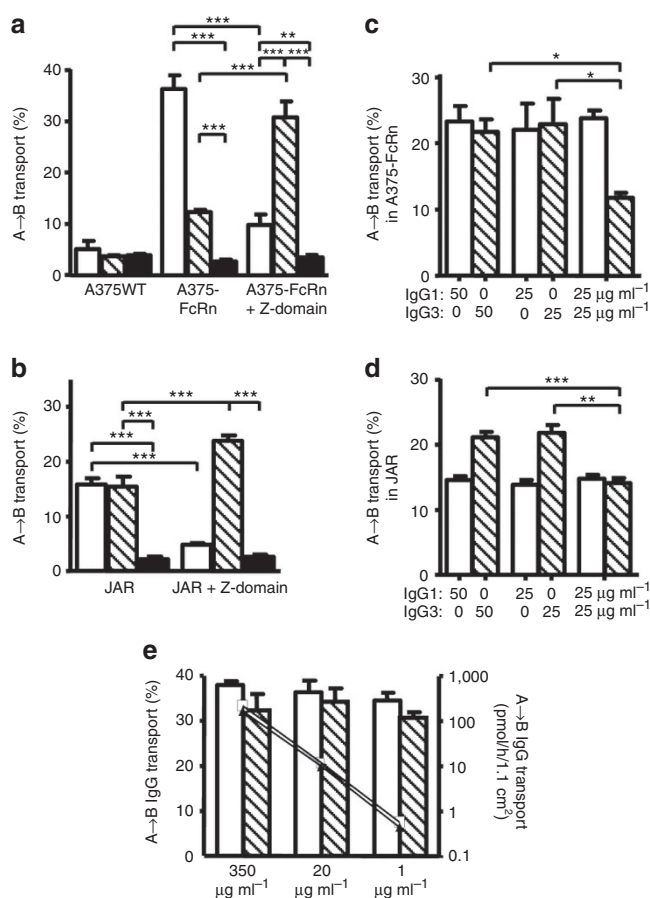 a
A→B transport (%)
40
30
20
10
0
*** ***
*** **
*** ***
***
***
A375WT
A375-
FcRn
A375-FcRn
+ Z-domain
b
A→B transport (%)
30
20
10
0
*** ***
***
***
***
JAR
JAR + Z-domain
c
A→B transport (%)
in A375-FcRn
30
20
10
0
*
*
IgG1: 50 0 25 0 25 μg ml−1
IgG3: 0 50 0 25 25 μg ml−1
d
A→B transport (%)
in JAR
30
20
10
0
***
**
IgG1: 50 0 25 0 25 μg ml−1
IgG3: 0 50 0 25 25 μg ml−1
e
A→B IgG transport (%)
40
30
20
10
0
1,000
100
10
1
0.1
A→B IgG transport
(pmol/h/1.1 cm2)
350
μg ml−1
20
μg ml−1
1
μg ml−1